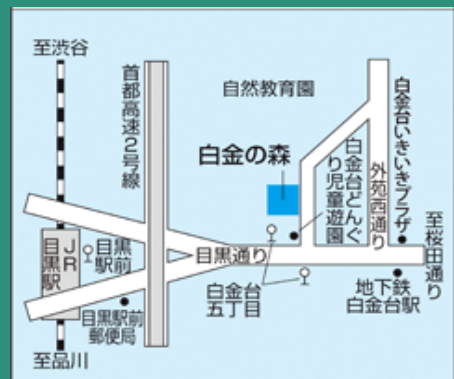 至渋谷
首都高速2号線
自然教育園
白金の森
白金台どんぐ
り児童遊園
外苑西通り
白金台いきいきプラザ
至桜田通り
JR
目黒駅
目黒
駅前
目黒通り
白金台
五丁目
地下鉄
白金台駅
目黒駅前
郵便局
至品川